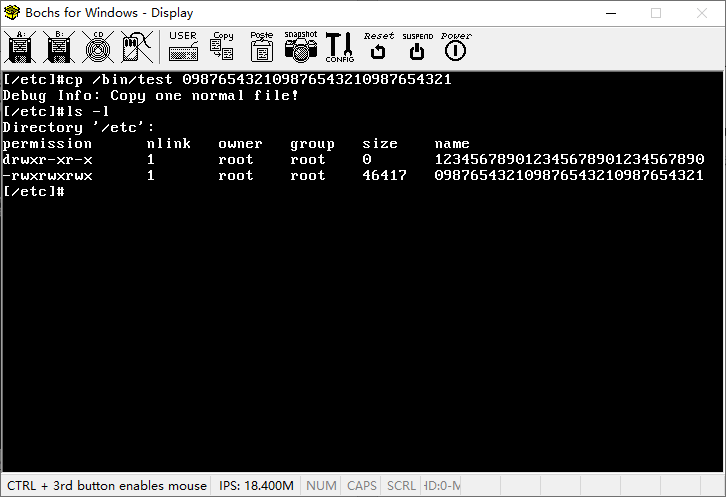 Bochs for Windows - Display
A: B: CD USER Copy Paste Snapshot CONFIG Reset SUSPEND Power
[/etc]#cp /bin/test 098765432109876543210987654321
Debug Info: Copy one normal file!
[/etc]#ls -l
Directory '/etc':
permission nlink owner group size name
drwxr-xr-x 1 root root 0 123456789012345678901234567890
-rwxrwxrwx 1 root root 46417 098765432109876543210987654321
[/etc]#
CTRL + 3rd button enables mouse IPS: 18.400M NUM CAPS SCRL HD:0-M